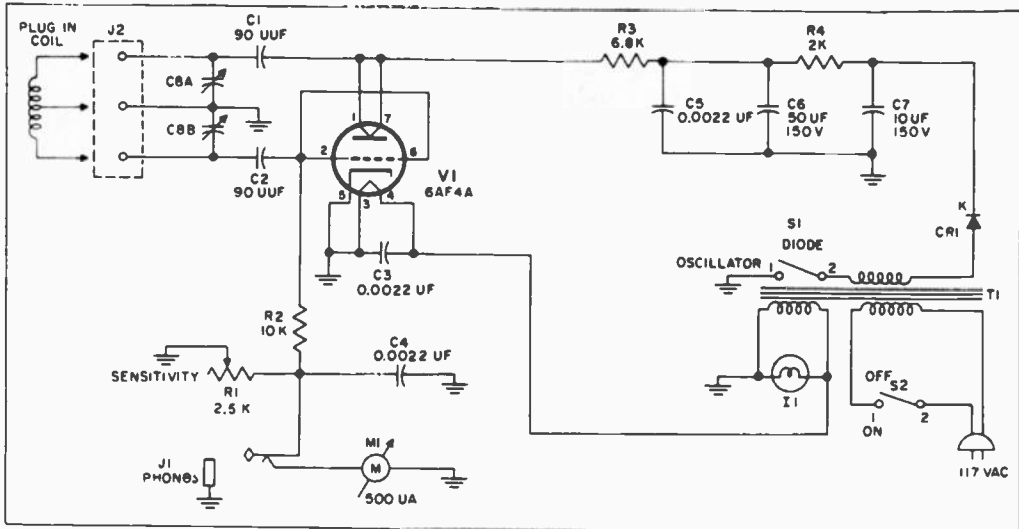 PLUG IN
COIL
J2
C8A
C8B
C1
90 UUF
C2
90 UUF
1
7
2
6
5
3
4
V1
6AF4A
C3
0.0022 UF
R2
10 K
C4
0.0022 UF
SENSITIVITY
R1
2.5 K
J1
PHONES
M1
M
500 UA
R3
6.8K
R4
2K
C5
0.0022 UF
C6
50 UF
150 V
C7
10 UF
150 V
K
CR1
S1
DIODE
OSCILLATOR
1
2
T1
I1
OFF
S2
1
2
ON
117 VAC